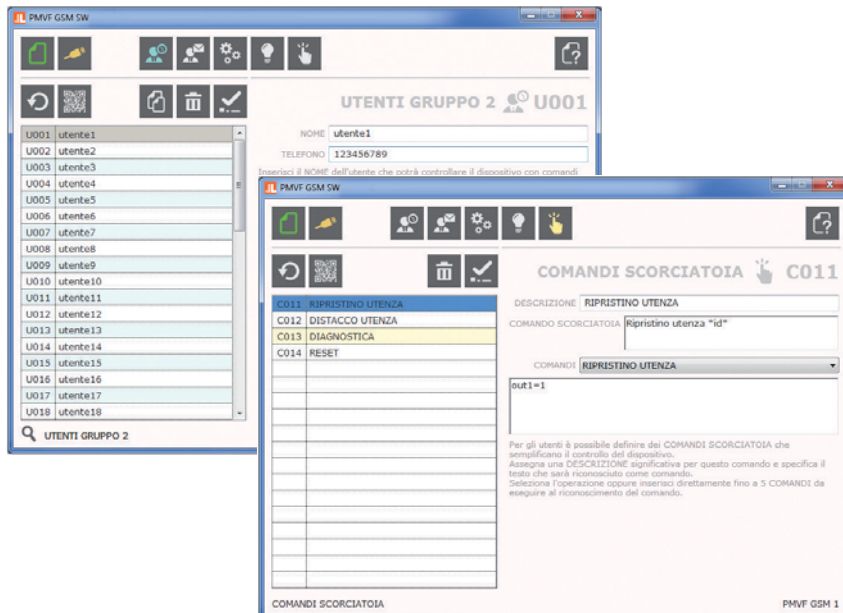 PMVF GSM SW
UTENTI GRUPPO 2 U001
U001 utente1
U002 utente2
U003 utente3
U004 utente4
U005 utente5
U006 utente6
U007 utente7
U008 utente8
U009 utente9
U010 utente10
U011 utente11
U012 utente12
U013 utente13
U014 utente14
U015 utente15
U016 utente16
U017 utente17
U018 utente18
UTENTI GRUPPO 2
NOME utente1
TELEFONO 123456789
Inserisci il NOME dell'utente che potrà controllare il dispositivo con comandi
PMVF GSM SW
COMANDI SCORCIATOIA C011
C011 RIPRISTINO UTENZA
C012 DISTACCO UTENZA
C013 DIAGNOSTICA
C014 RESET
DESCRIZIONE RIPRISTINO UTENZA
COMANDO SCORCIATOIA Ripristino utenza "id"
COMANDI RIPRISTINO UTENZA
out1=1
Per gli utenti è possibile definire dei COMANDI SCORCIATOIA che
semplificano il controllo del dispositivo.
Assegna una DESCRIZIONE significativa per questo comando e specifica il
testo che sarà riconosciuto come comando.
Seleziona l'operazione oppure inserisci direttamente fino a 5 COMANDI da
eseguire al riconoscimento del comando.
COMANDI SCORCIATOIA
PMVF GSM 1